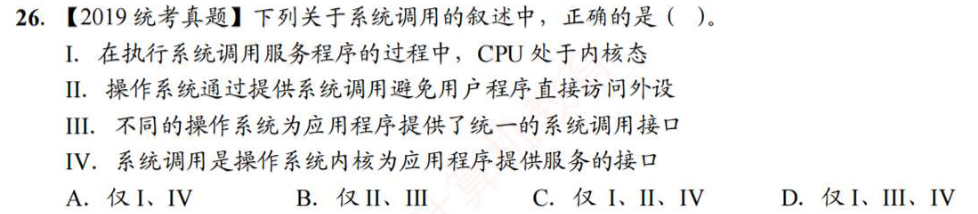 26. 【2019 统考真题】下列关于系统调用的叙述中，正确的是（ ）。
I. 在执行系统调用服务程序的过程中，CPU 处于内核态
II. 操作系统通过提供系统调用避免用户程序直接访问外设
III. 不同的操作系统为应用程序提供了统一的系统调用接口
IV. 系统调用是操作系统内核为应用程序提供服务的接口
A. 仅 I、IV B. 仅 II、III C. 仅 I、II、IV D. 仅 I、III、IV